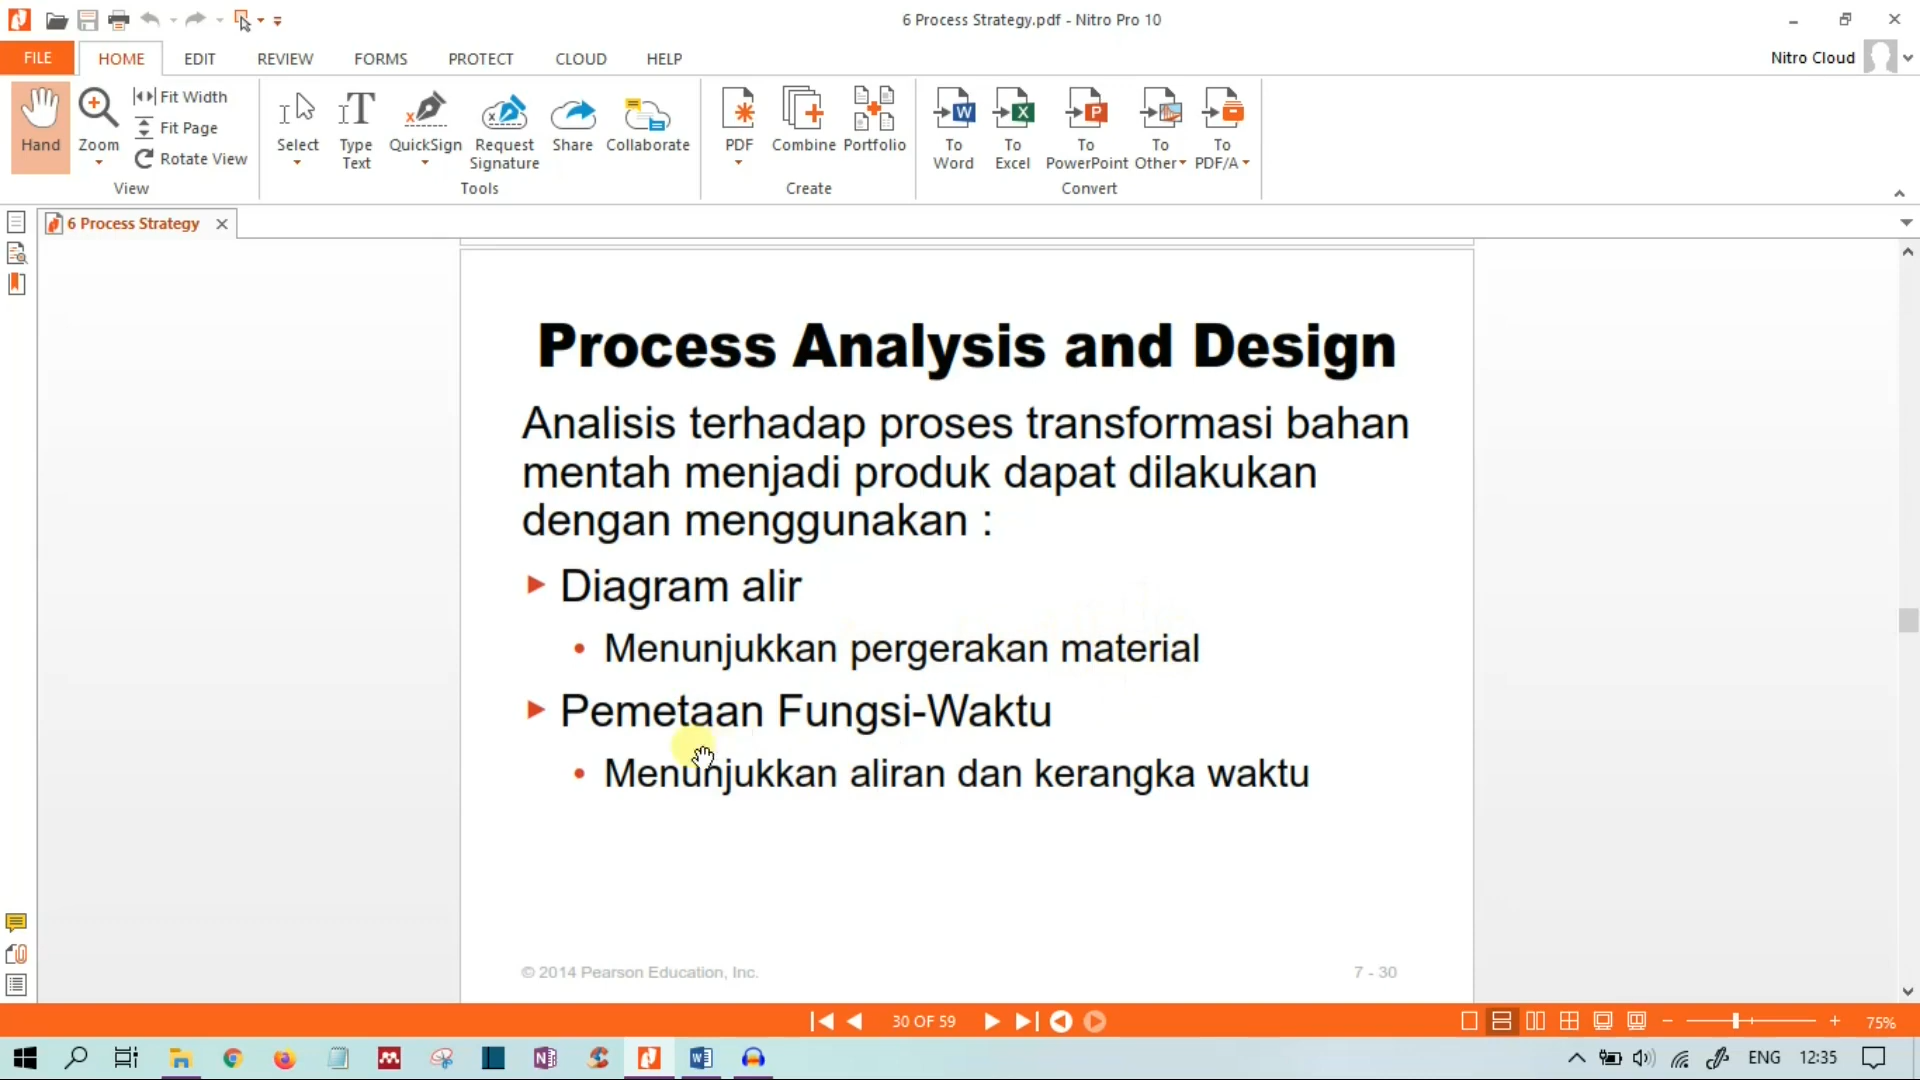 6 Process Strategy.pdf - Nitro Pro 10
FILE HOME EDIT REVIEW FORMS PROTECT CLOUD HELP Nitro Cloud
Hand
Zoom
Fit Width
Fit Page
Rotate View
View
Select
Type Text
QuickSign
Request Signature
Share
Collaborate
Tools
PDF
Combine
Portfolio
Create
To Word
To Excel
To PowerPoint
To Other
To PDF/A
Convert
6 Process Strategy
Process Analysis and Design
Analisis terhadap proses transformasi bahan
mentah menjadi produk dapat dilakukan
dengan menggunakan :
Diagram alir
• Menunjukkan pergerakan material
Pemetaan Fungsi-Waktu
• Menunjukkan aliran dan kerangka waktu
© 2014 Pearson Education, Inc. 7 - 30
30 OF 59 75%
ENG 12:35